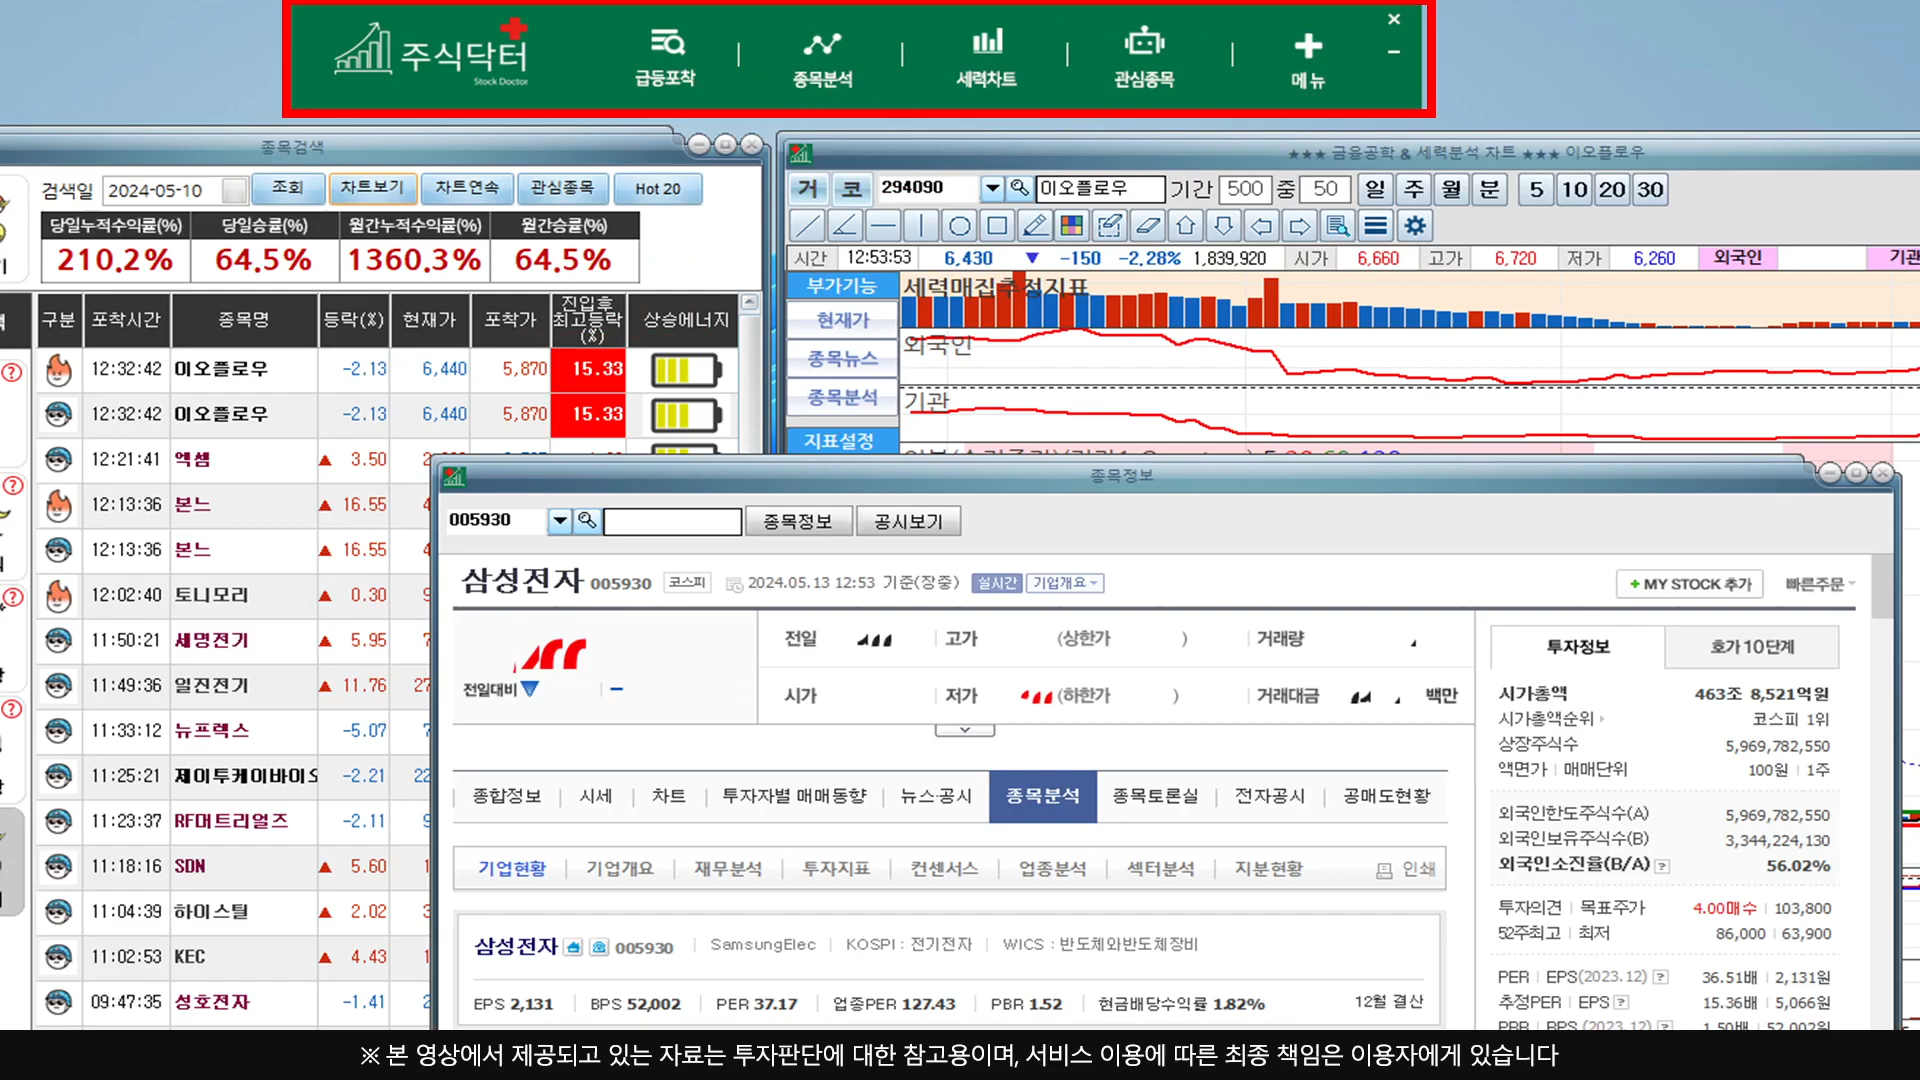 주식닥터
Stock Doctor
급등포착
종목분석
세력차트
관심종목
메뉴
종목검색
검색일 2024-05-10 조회 차트보기 차트연속 관심종목 Hot 20
당일누적수익률(%) 당일승률(%) 월간누적수익률(%) 월간승률(%)
210.2% 64.5% 1360.3% 64.5%
구분 포착시간 종목명 등락(%) 현재가 포착가 진입후 최고등락 (%) 상승에너지
12:32:42 이오플로우 -2.13 6,440 5,870 15.33
12:32:42 이오플로우 -2.13 6,440 5,870 15.33
12:21:41 엑셈 ▲ 3.50
12:13:36 본느 ▲ 16.55
12:13:36 본느 ▲ 16.55
12:02:40 토니모리 ▲ 0.30
11:50:21 세명전기 ▲ 5.95
11:49:36 일진전기 ▲ 11.76
11:33:12 뉴프렉스 -5.07
11:25:21 제이투케이바이오 -2.21
11:23:37 RF머트리얼즈 -2.11
11:18:16 SDN ▲ 5.60
11:04:39 하이스틸 ▲ 2.02
11:02:53 KEC ▲ 4.43
09:47:35 성호전자 -1.41
★★★ 금융공학 & 세력분석 차트 ★★★ 이오플로우
거 코 294090 이오플로우 기간 500 중 50 일 주 월 분 5 10 20 30
시간 12:53:53 6,430 ▼ -150 -2.28% 1,839,920 시가 6,660 고가 6,720 저가 6,260 외국인 기관
부가기능
현재가
종목뉴스
종목분석
지표설정
세력매집추정지표
외국인
기관
종목정보
005930 종목정보 공시보기
삼성전자 005930 코스피 2024.05.13 12:53 기준(장중) 실시간 기업개요
+ MY STOCK 추가 빠른주문
전일대비 ▼ -
전일 고가 (상한가 ) 거래량
시가 저가 (하한가 ) 거래대금 백만
종합정보 시세 차트 투자자별 매매동향 뉴스·공시 종목분석 종목토론실 전자공시 공매도현황
기업현황 기업개요 재무분석 투자지표 컨센서스 업종분석 섹터분석 지분현황 인쇄
삼성전자 005930 SamsungElec KOSPI : 전기전자 WICS : 반도체와반도체장비
EPS 2,131 BPS 52,002 PER 37.17 업종PER 127.43 PBR 1.52 현금배당수익률 1.82% 12월 결산
투자정보 호가 10단계
시가총액 463조 8,521억원
시가총액순위 코스피 1위
상장주식수 5,969,782,550
액면가 매매단위 100원 1주
외국인한도주식수(A) 5,969,782,550
외국인보유주식수(B) 3,344,224,130
외국인소진율(B/A) ? 56.02%
투자의견 목표주가 4.00매수 103,800
52주최고 최저 86,000 63,900
PER EPS(2023.12) ? 36.51배 2,131원
추정PER EPS ? 15.36배 5,066원
PBR BPS (2023.12) ? 1.50배 52,002원
※ 본 영상에서 제공되고 있는 자료는 투자판단에 대한 참고용이며, 서비스 이용에 따른 최종 책임은 이용자에게 있습니다